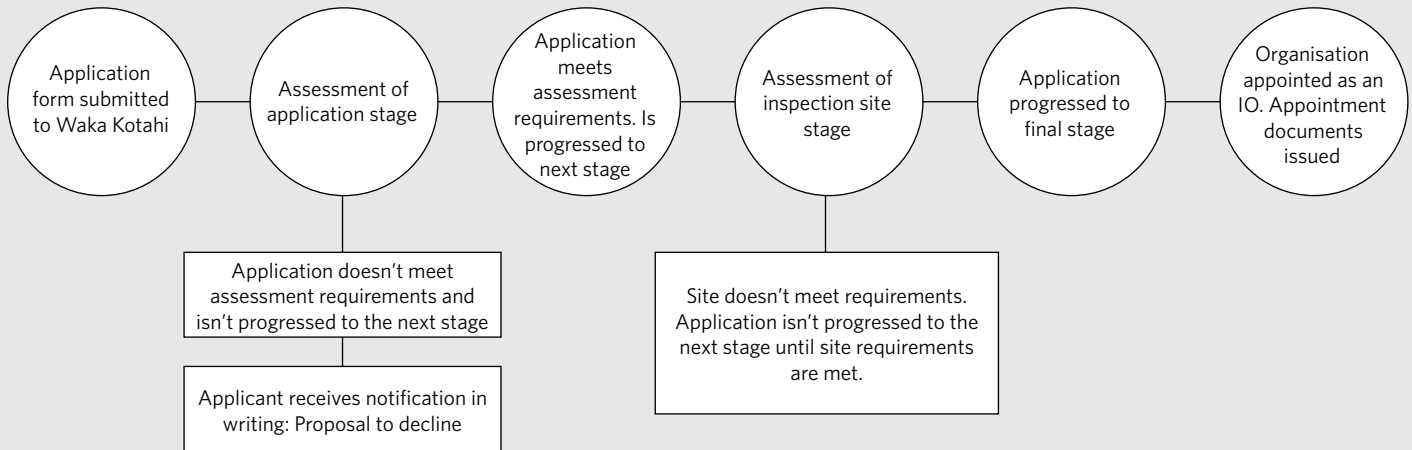 Application
form submitted
to Waka Kotahi
Assessment of
application stage
Application
meets
assessment
requirements. Is
progressed to
next stage
Assessment of
inspection site
stage
Application
progressed to
final stage
Organisation
appointed as an
IO. Appointment
documents
issued
Application doesn't meet
assessment requirements and
isn't progressed to the next stage
Applicant receives notification in
writing: Proposal to decline
Site doesn't meet requirements.
Application isn't progressed to the
next stage until site requirements
are met.